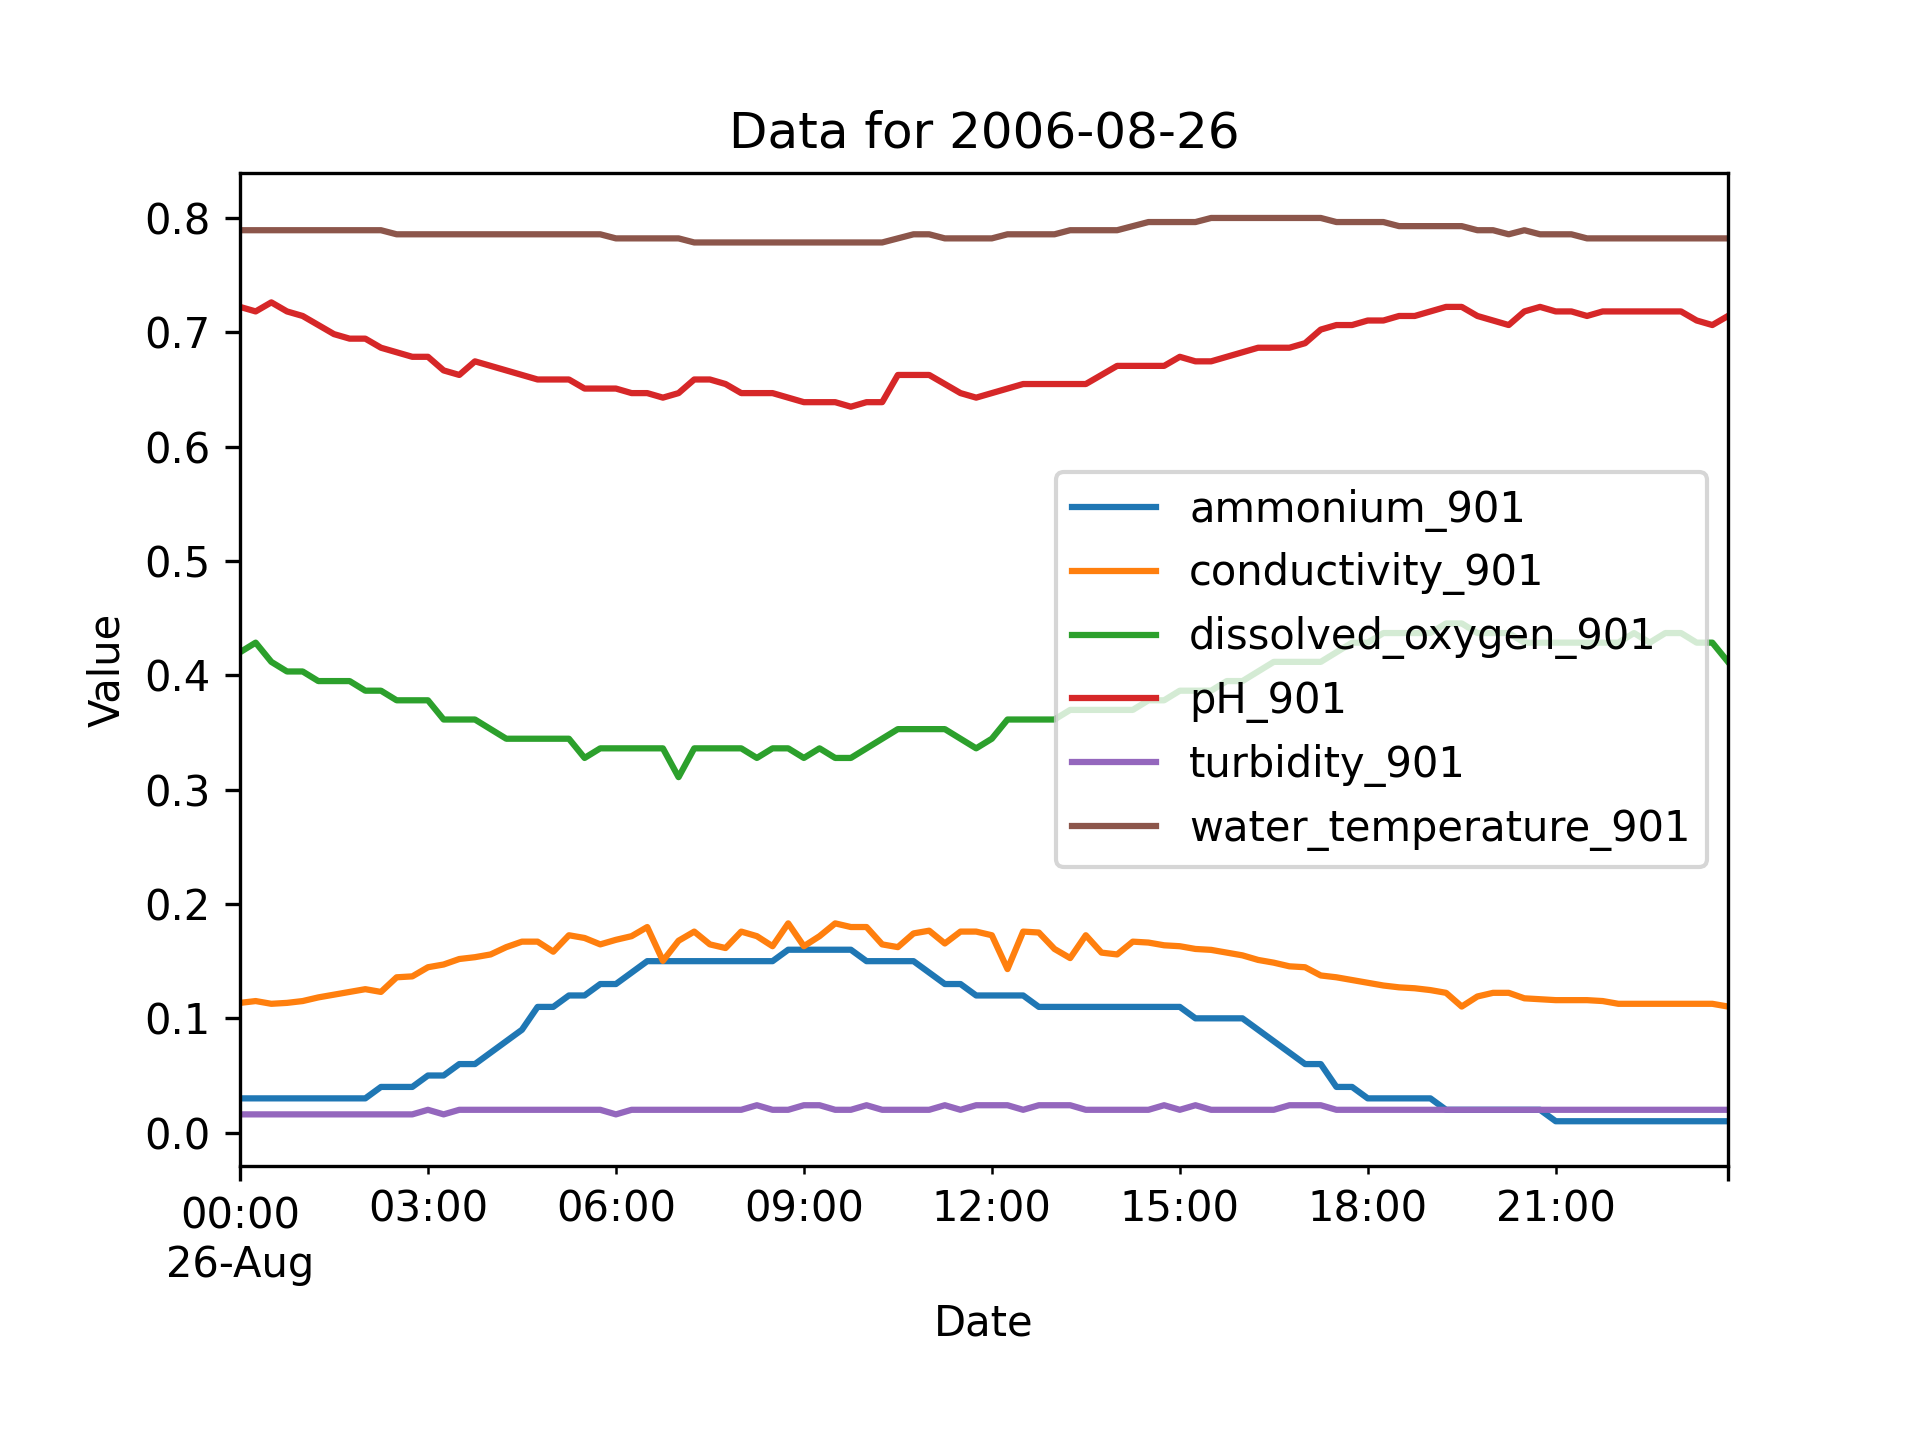 Data for 2006-08-26
Value
0.8
0.7
0.6
0.5
0.4
0.3
0.2
0.1
0.0
ammonium_901
conductivity_901
dissolved_oxygen_901
pH_901
turbidity_901
water_temperature_901
00:00 03:00 06:00 09:00 12:00 15:00 18:00 21:00
26-Aug
Date